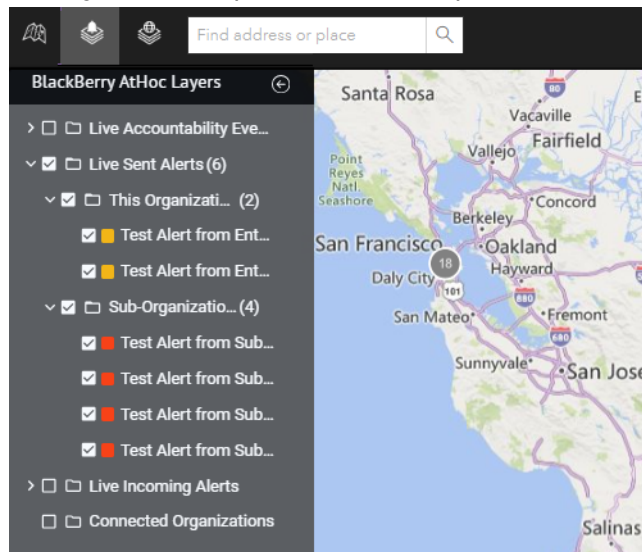 Find address or place
BlackBerry AtHoc Layers
Live Accountability Eve...
Live Sent Alerts (6)
This Organizati... (2)
Test Alert from Ent...
Test Alert from Ent...
Sub-Organizatio... (4)
Test Alert from Sub...
Test Alert from Sub...
Test Alert from Sub...
Test Alert from Sub...
Live Incoming Alerts
Connected Organizations
Santa Rosa
80
E
Vacaville
Fairfield
Vallejo
Point
Reyes
Natl.
Seashore
Concord
Berkeley
San Francisco
Oakland
18
Daly City
Hayward
101
880
San Mateo
Fremont
680
Sunnyvale
San Jose
Salinas